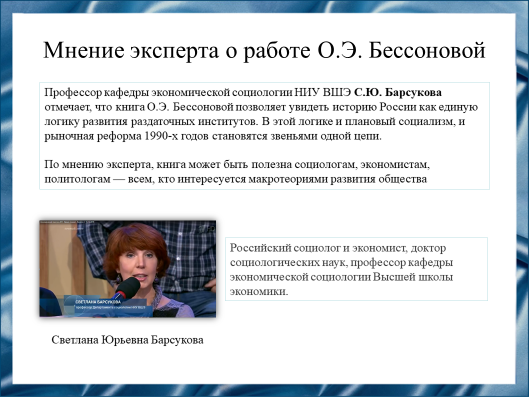 Мнение эксперта о работе О.Э. Бессоновой
Профессор кафедры экономической социологии НИУ ВШЭ С.Ю. Барсукова
отмечает, что книга О.Э. Бессоновой позволяет увидеть историю России как единую
логику развития раздаточных институтов. В этой логике и плановый социализм, и
рыночная реформа 1990-х годов становятся звеньями одной цепи.
По мнению эксперта, книга может быть полезна социологам, экономистам,
политологам — всем, кто интересуется макротеориями развития общества
СВЕТЛАНА БАРСУКОВА
Российский социолог и экономист, доктор
социологических наук, профессор кафедры
экономической социологии Высшей школы
экономики.
Светлана Юрьевна Барсукова